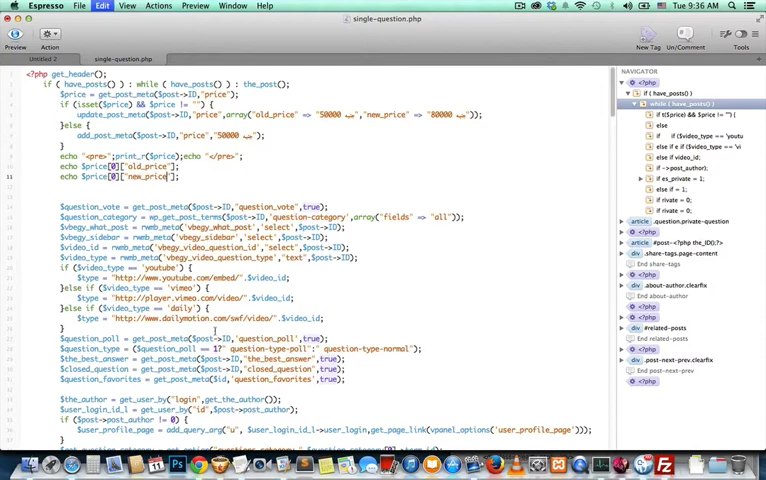 Espresso File Edit View Actions Preview Window Help Tue 9:36 AM
single-question.php
Preview Action New Tag Un/Comment Tools
Untitled 2 single-question.php
NAVIGATOR
<?php get_header();
if ( have_posts() ) : while ( have_posts() ) : the_post();
$price = get_post_meta($post->ID,"price");
if (isset($price) && $price != "") {
update_post_meta($post->ID,"price",array("old_price" => "50000 جنيه","new_price" => "80000 جنيه"));
}else {
add_post_meta($post->ID,"price","50000 جنيه");
}
echo "<pre>";print_r($price);echo "</pre>";
echo $price[0]["old_price"];
echo $price[0]["new_price"];
$question_vote = get_post_meta($post->ID,"question_vote",true);
$question_category = wp_get_post_terms($post->ID,'question-category',array("fields" => "all"));
$vbegy_what_post = rwmb_meta('vbegy_what_post','select',$post->ID);
$vbegy_sidebar = rwmb_meta('vbegy_sidebar','select',$post->ID);
$video_id = rwmb_meta('vbegy_video_question_id',"select",$post->ID);
$video_type = rwmb_meta('vbegy_video_question_type',"text",$post->ID);
if ($video_type == 'youtube') {
$type = "http://www.youtube.com/embed/".$video_id;
}else if ($video_type == 'vimeo') {
$type = "http://player.vimeo.com/video/".$video_id;
}else if ($video_type == 'daily') {
$type = "http://www.dailymotion.com/swf/video/".$video_id;
}
$question_poll = get_post_meta($post->ID,'question_poll',true);
$question_type = ($question_poll == 1?" question-type-poll":" question-type-normal");
$the_best_answer = get_post_meta($post->ID,"the_best_answer",true);
$closed_question = get_post_meta($post->ID,"closed_question",true);
$question_favorites = get_post_meta($id,'question_favorites',true);
$the_author = get_user_by("login",get_the_author());
$user_login_id_l = get_user_by("id",$post->post_author);
if ($post->post_author != 0) {
$user_profile_page = add_query_arg("u", $user_login_id_l->user_login,get_page_link(vpanel_options('user_profile_page')));
}
<?php
if ( have_posts() )
while ( have_posts() )
if t($price) && $price != "") {
else
if if ($video_type == 'youtu
else if e if ($video_type == 'vi
else if video_id;
if ->post_author);
if es_private = 1;
else if = 1;
if rivate = 0;
if rivate = 0;
article .question.private-question
<?php
article #post-<?php the_ID();?>
div .share-tags.page-content
End share-tags
<?php
div .about-author.clearfix
End about-author
<?php
div #related-posts
End related-posts
<?php
div .post-next-prev.clearfix
End post-next-prev
<?php